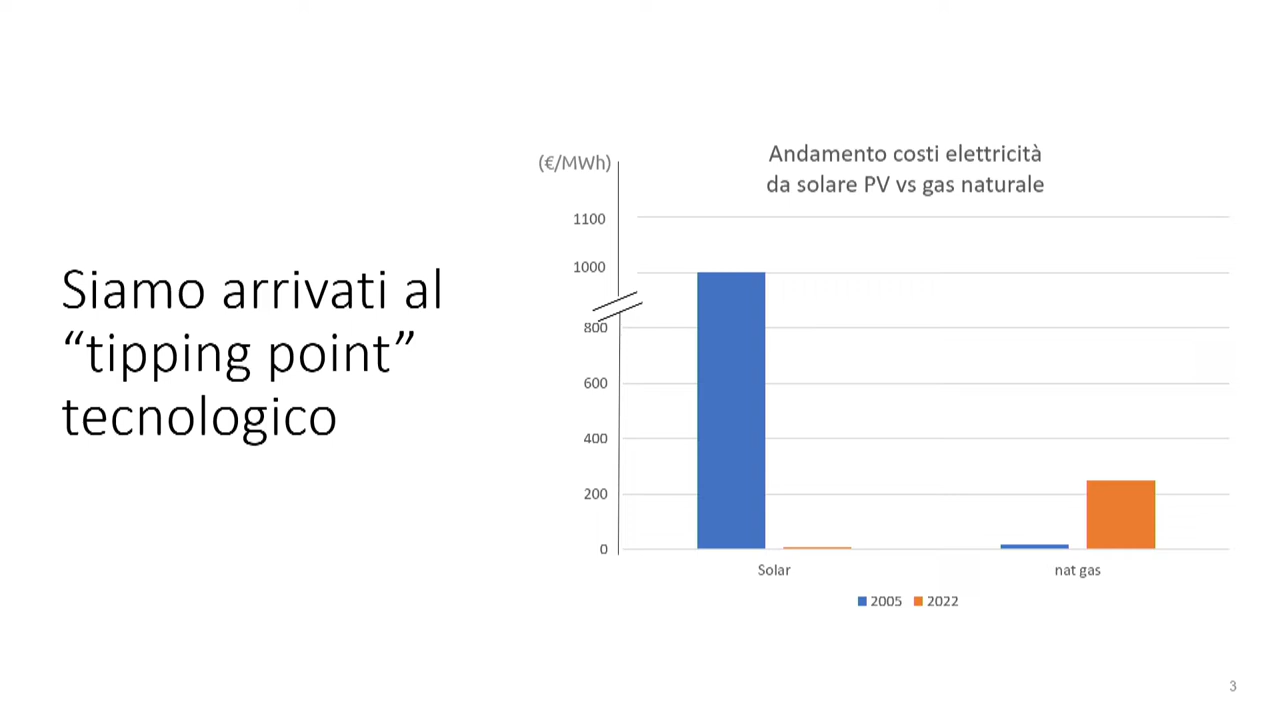 Siamo arrivati al
“tipping point”
tecnologico
Andamento costi elettricità
da solare PV vs gas naturale
(€/MWh)
1100
1000
800
600
400
200
0
Solar
nat gas
2005
2022
3